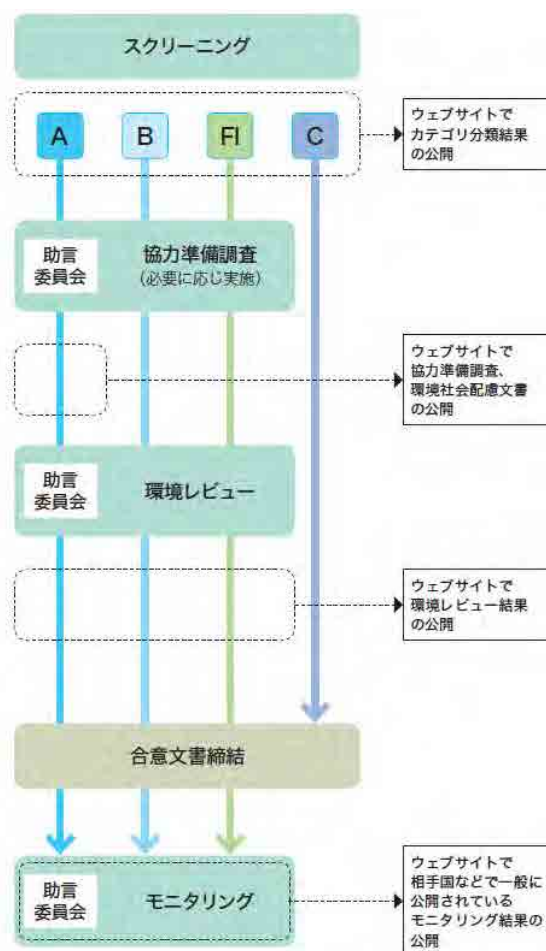 スクリーニング
A
B
FI
C
ウェブサイトで
カテゴリ分類結果
の公開
助言
委員会
協力準備調査
（必要に応じ実施）
ウェブサイトで
協力準備調査、
環境社会配慮文書
の公開
助言
委員会
環境レビュー
ウェブサイトで
環境レビュー結果
の公開
合意文書締結
助言
委員会
モニタリング
ウェブサイトで
相手国などで一般に
公開されている
モニタリング結果の
公開